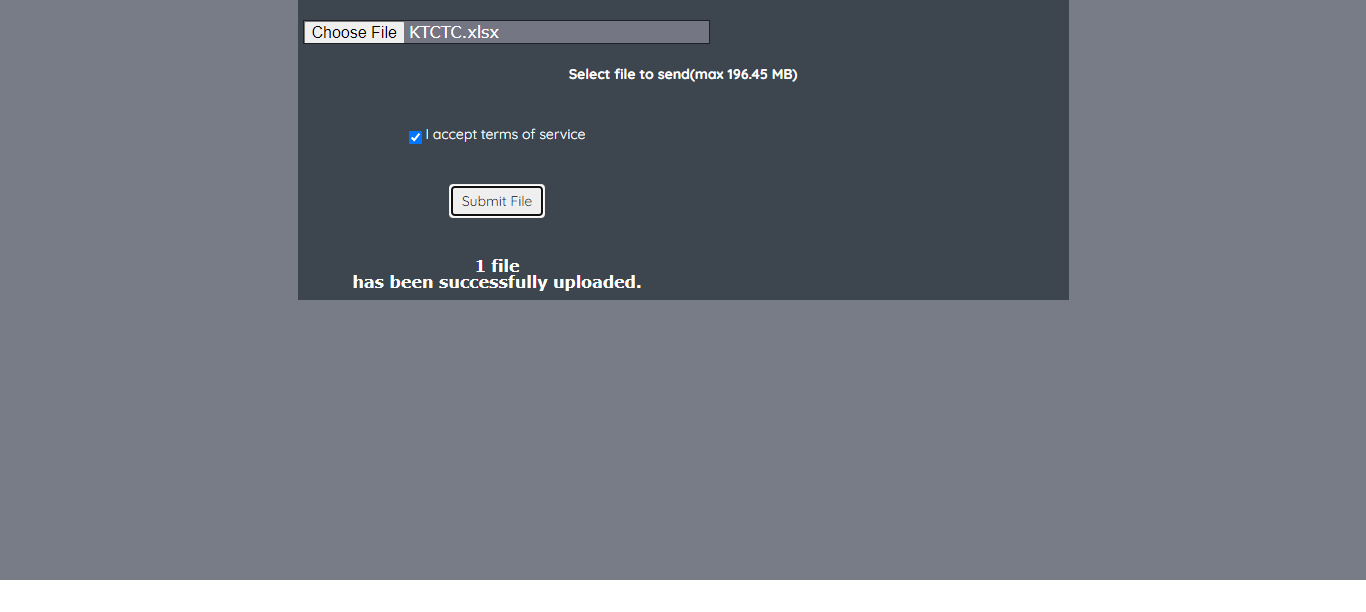 Choose File KTCTC.xlsx
Select file to send(max 196.45 MB)
I accept terms of service
Submit File
1 file
has been successfully uploaded.